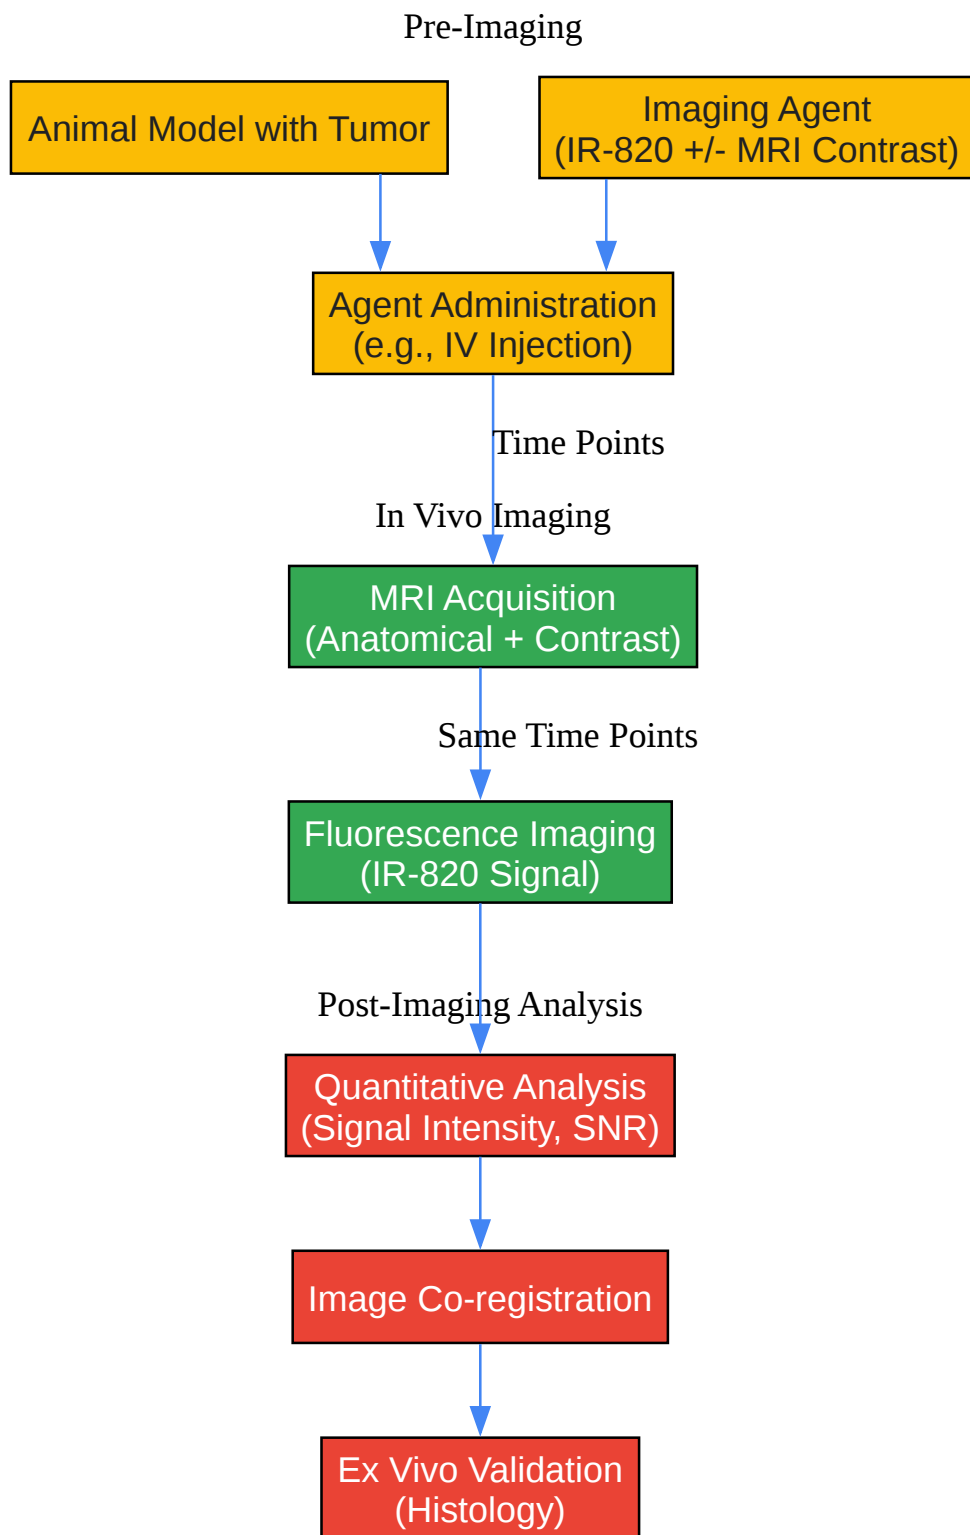 Pre-Imaging
Animal Model with Tumor
Imaging Agent
(IR-820 +/- MRI Contrast)
Agent Administration
(e.g., IV Injection)
Time Points
In Vivo Imaging
MRI Acquisition
(Anatomical + Contrast)
Same Time Points
Fluorescence Imaging
(IR-820 Signal)
Post-Imaging Analysis
Quantitative Analysis
(Signal Intensity, SNR)
Image Co-registration
Ex Vivo Validation
(Histology)